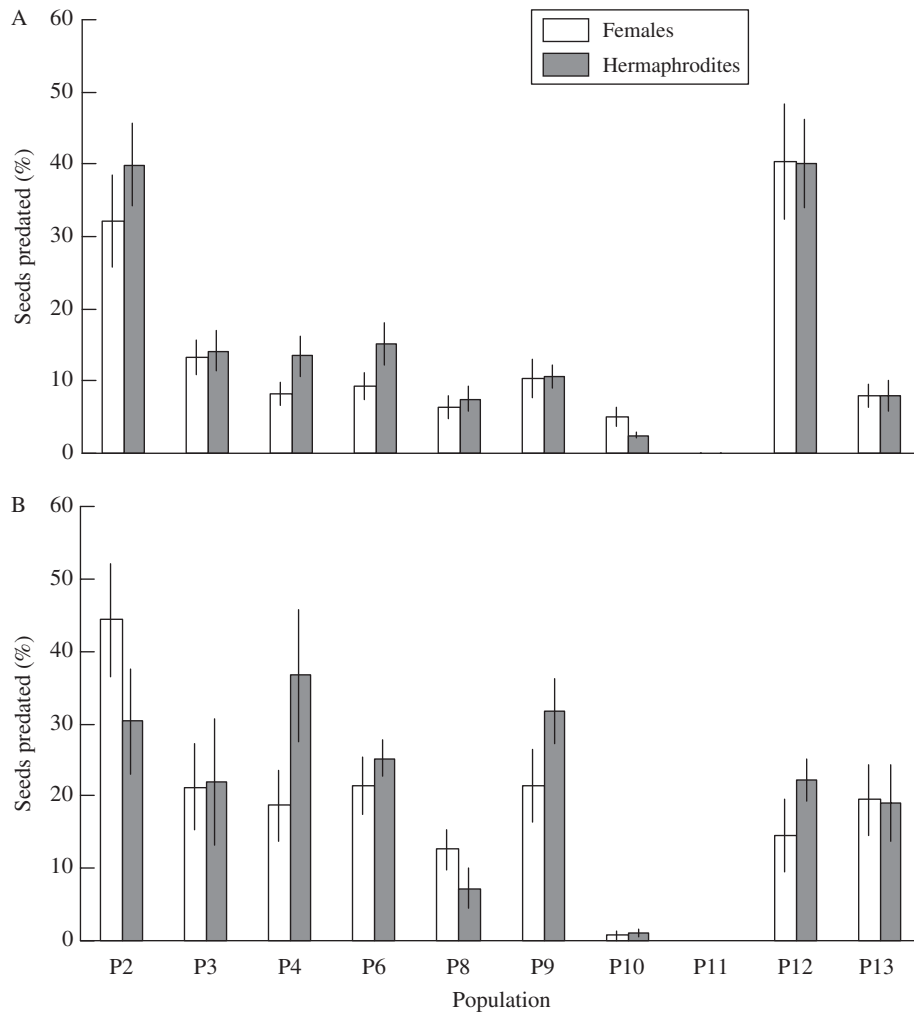 A
60
50
40
30
20
10
0
Seeds predated (%)
Females
Hermaphrodites
B
60
50
40
30
20
10
0
Seeds predated (%)
P2 P3 P4 P6 P8 P9 P10 P11 P12 P13
Population